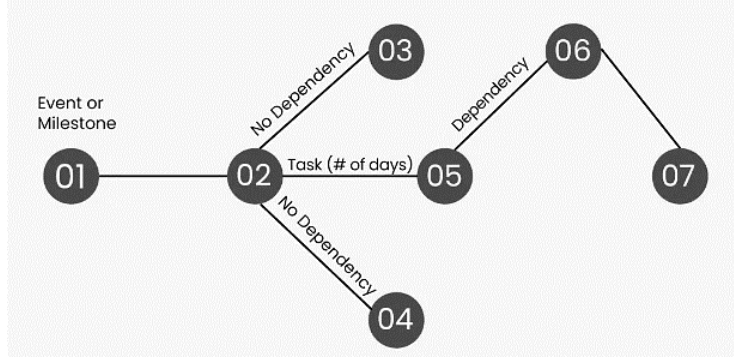 Event or
Milestone
01
02
No Dependency
03
Task (# of days)
05
No Dependency
04
Dependency
06
07